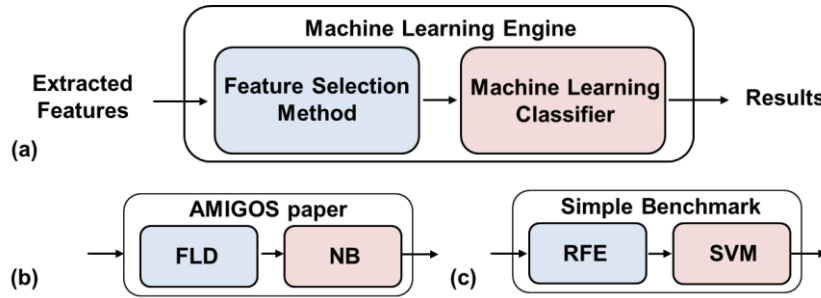 Machine Learning Engine
Extracted
Features
Feature Selection
Method
Machine Learning
Classifier
Results
(a)
AMIGOS paper
FLD
NB
(b)
Simple Benchmark
RFE
SVM
(c)